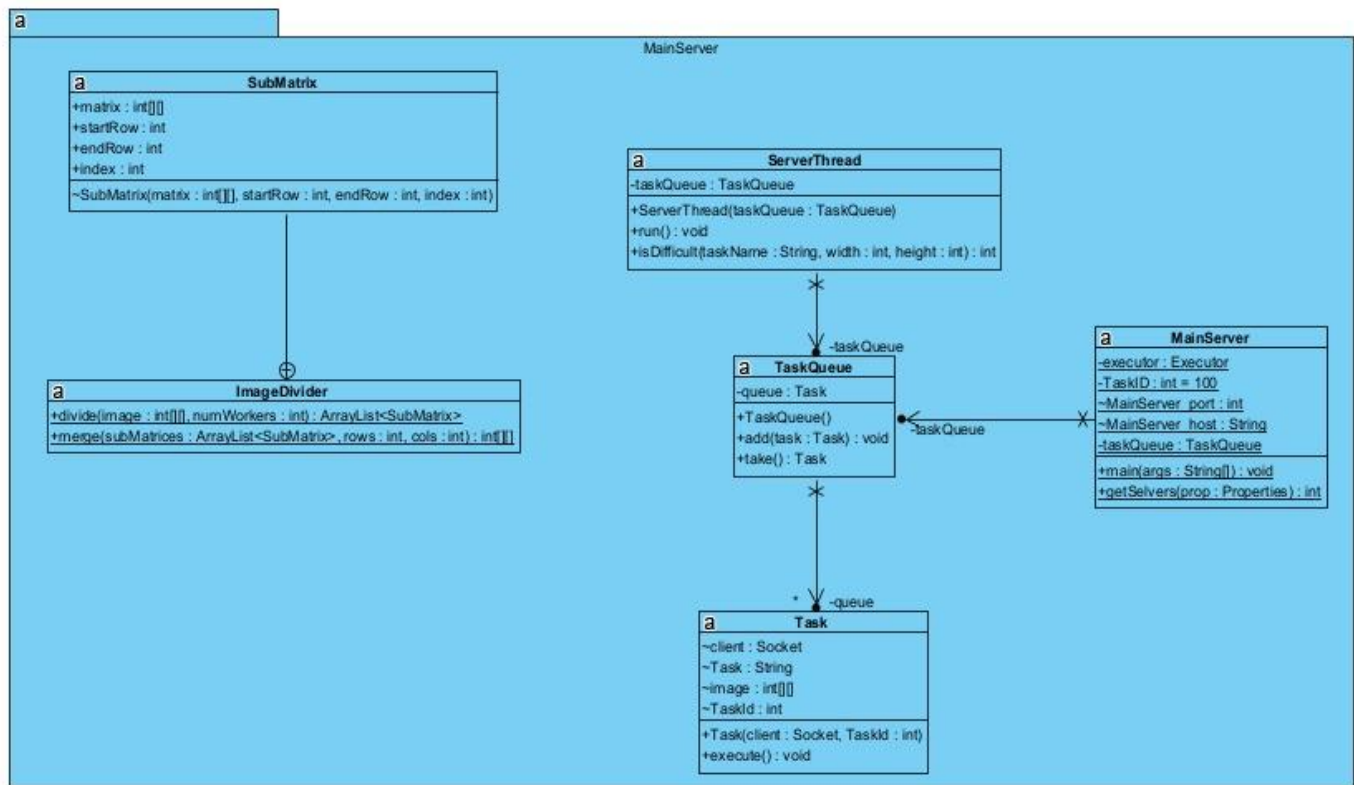 a
MainServer
a SubMatrix
+matrix : int[][]
+startRow : int
+endRow : int
+index : int
~SubMatrix(matrix : int[][], startRow : int, endRow : int, index : int)
a ServerThread
-taskQueue : TaskQueue
+ServerThread(taskQueue : TaskQueue)
+run() : void
+isDifficult(taskName : String, width : int, height : int) : int
-taskQueue
a MainServer
-executor : Executor
-TaskID : int = 100
~MainServer_port : int
~MainServer_host : String
-taskQueue : TaskQueue
+main(args : String[]) : void
+getSelvers(prop : Properties) : int
a TaskQueue
-queue : Task
+TaskQueue()
+add(task : Task) : void
+take() : Task
-taskQueue
a ImageDivider
+divide(image : int[][], numWorkers : int) : ArrayList<SubMatrix>
+merge(subMatrices : ArrayList<SubMatrix>, rows : int, cols : int) : int[][]
* -queue
a Task
~client : Socket
~Task : String
~image : int[][]
~TaskId : int
+Task(client : Socket, TaskId : int)
+execute() : void